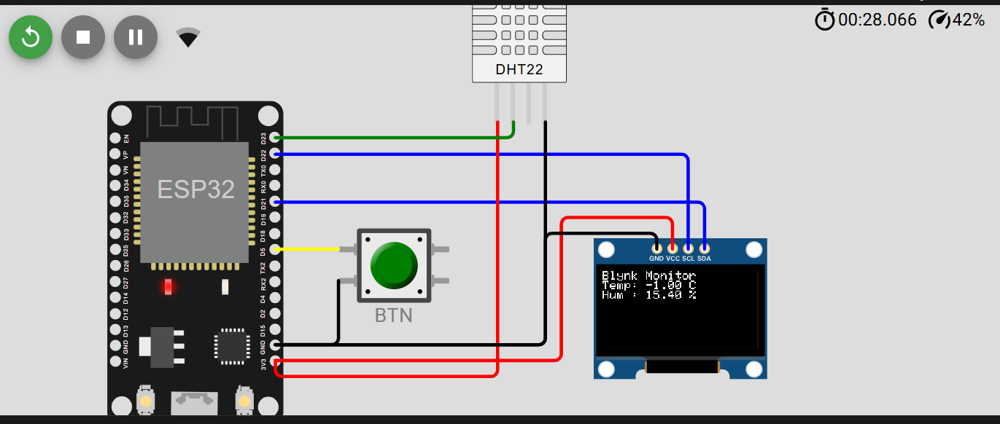 00:28.066
42%
DHT22
ESP32
EN
VP
VN
D34
D35
D32
D33
D25
D26
D27
D14
D12
D13
GND
VIN
D23
D22
TX0
RX0
D21
D19
D18
D5
TX2
RX2
D4
D2
D15
GND
3V3
BTN
GND VCC SCL SDA
Blynk Monitor
Temp: -1.00 C
Hum : 15.40 %